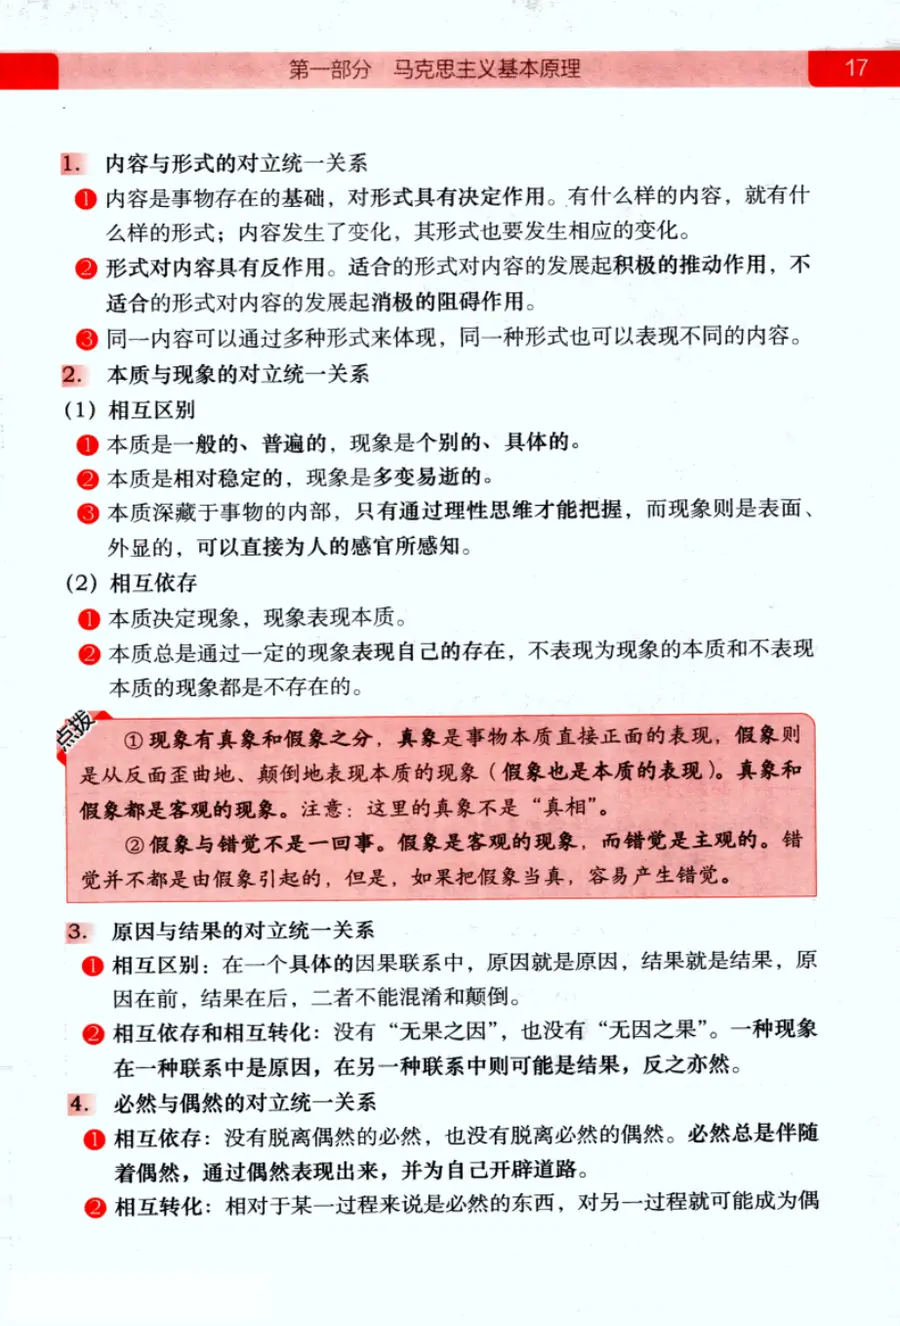 第一部分 马克思主义基本原理 17
1. 内容与形式的对立统一关系
❶ 内容是事物存在的基础，对形式具有决定作用。有什么样的内容，就有什
么样的形式；内容发生了变化，其形式也要发生相应的变化。
❷ 形式对内容具有反作用。适合的形式对内容的发展起积极的推动作用，不
适合的形式对内容的发展起消极的阻碍作用。
❸ 同一内容可以通过多种形式来体现，同一种形式也可以表现不同的内容。
2. 本质与现象的对立统一关系
（1）相互区别
❶ 本质是一般的、普遍的，现象是个别的、具体的。
❷ 本质是相对稳定的，现象是多变易逝的。
❸ 本质深藏于事物的内部，只有通过理性思维才能把握，而现象则是表面、
外显的，可以直接为人的感官所感知。
（2）相互依存
❶ 本质决定现象，现象表现本质。
❷ 本质总是通过一定的现象表现自己的存在，不表现为现象的本质和不表现
本质的现象都是不存在的。
点拨
①现象有真象和假象之分，真象是事物本质直接正面的表现，假象则
是从反面歪曲地、颠倒地表现本质的现象（假象也是本质的表现）。真象和
假象都是客观的现象。注意：这里的真象不是“真相”。
②假象与错觉不是一回事。假象是客观的现象，而错觉是主观的。错
觉并不都是由假象引起的，但是，如果把假象当真，容易产生错觉。
3. 原因与结果的对立统一关系
❶ 相互区别：在一个具体的因果联系中，原因就是原因，结果就是结果，原
因在前，结果在后，二者不能混淆和颠倒。
❷ 相互依存和相互转化：没有“无果之因”，也没有“无因之果”。一种现象
在一种联系中是原因，在另一种联系中则可能是结果，反之亦然。
4. 必然与偶然的对立统一关系
❶ 相互依存：没有脱离偶然的必然，也没有脱离必然的偶然。必然总是伴随
着偶然，通过偶然表现出来，并为自己开辟道路。
❷ 相互转化：相对于某一过程来说是必然的东西，对另一过程就可能成为偶